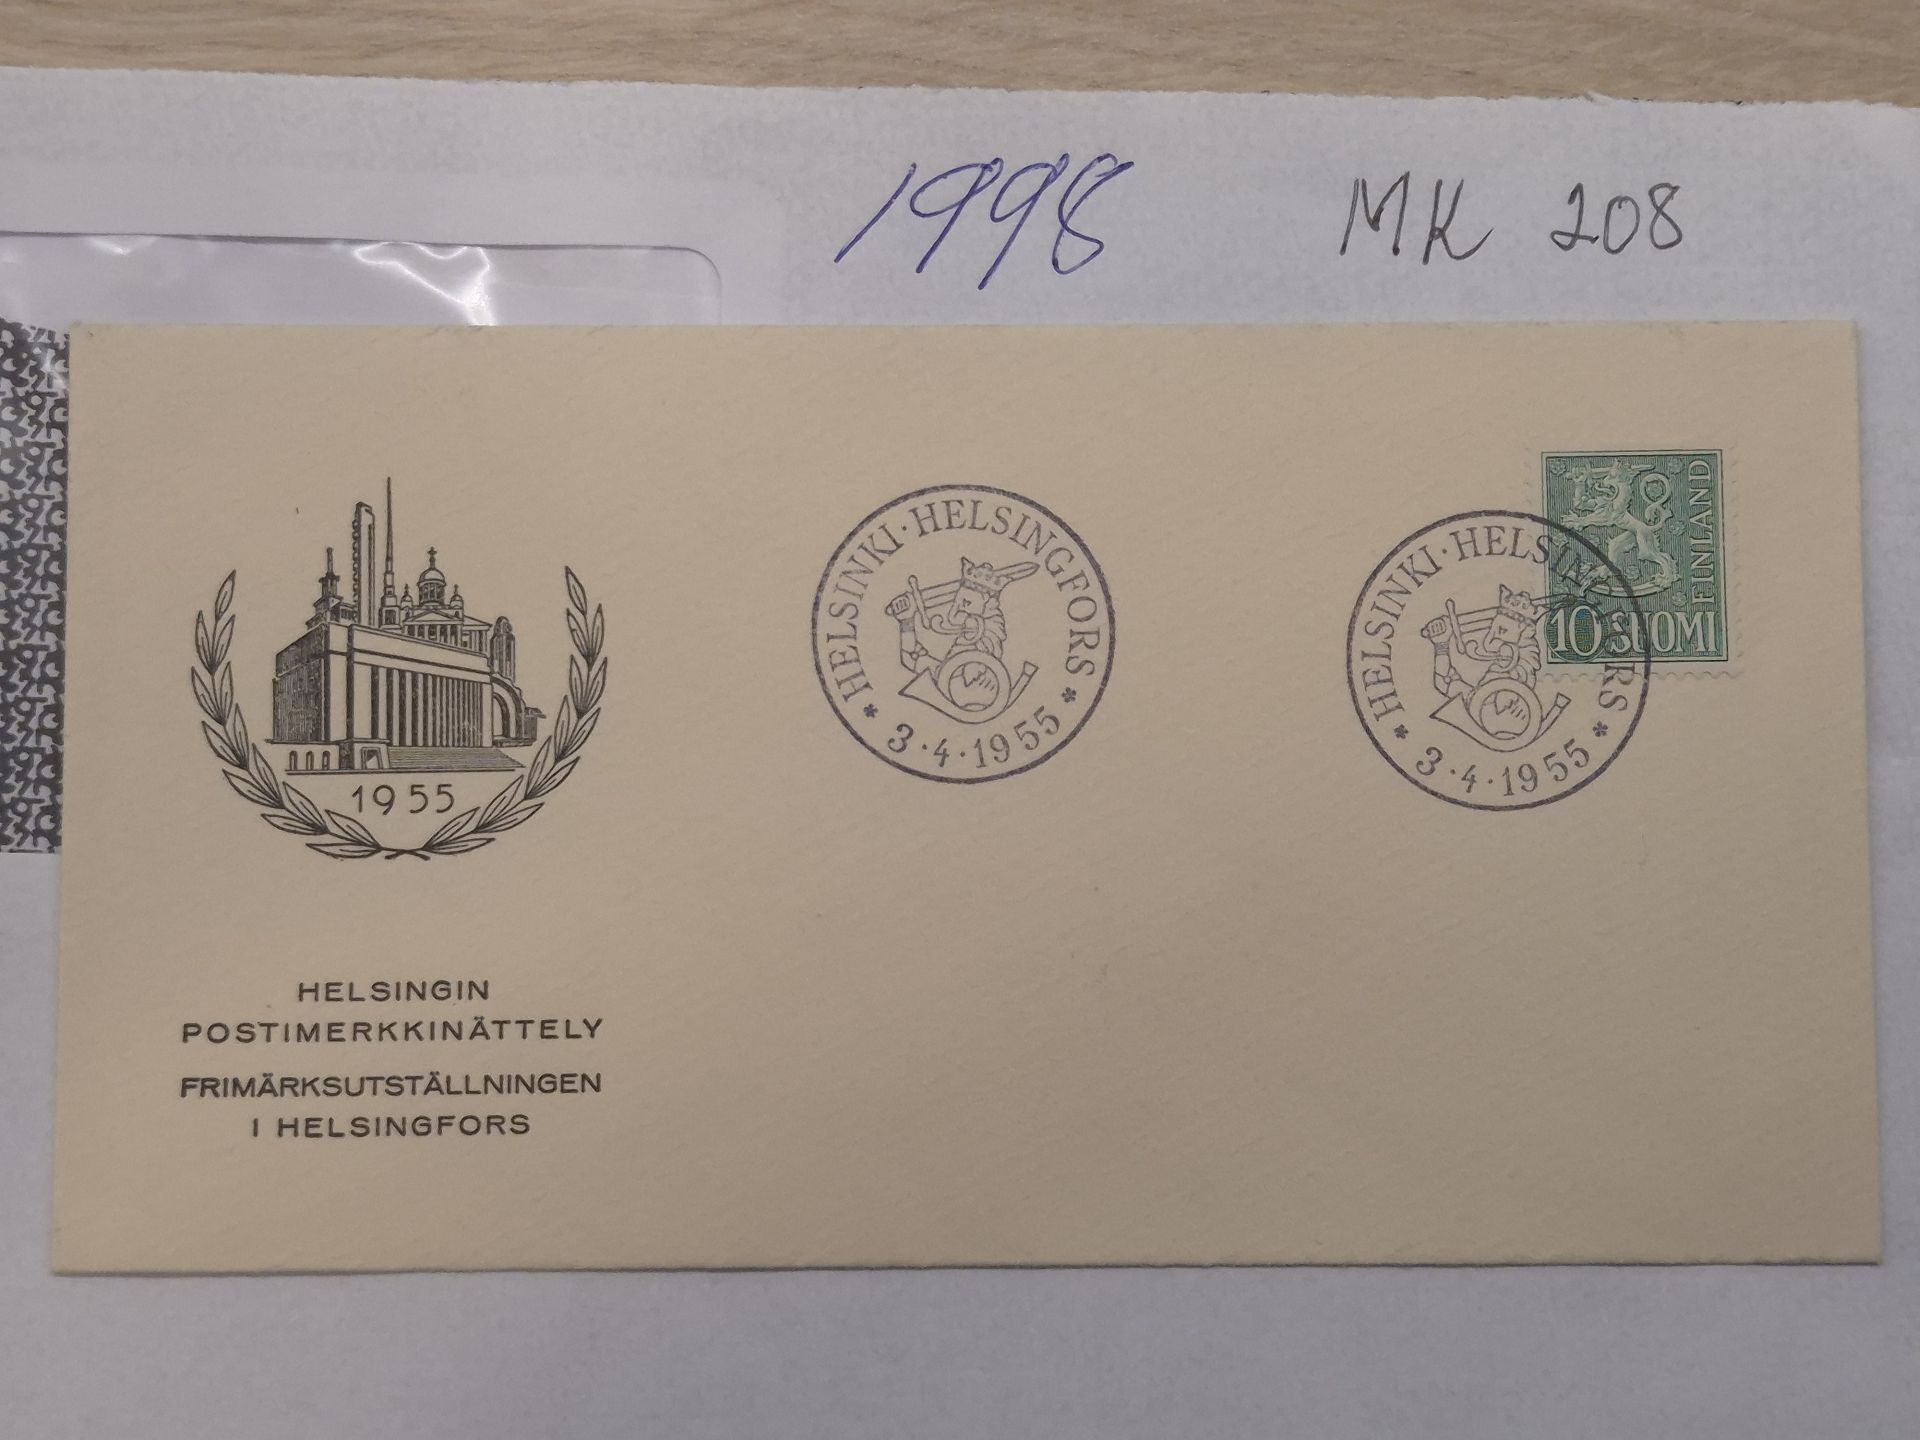 1998 MK 208
FINLAND
10 SUOMI
HELSINKI · HELSINGFORS
* 3.4.1955 *
HELSINKI · HELSINGFORS
* 3.4.1955 *
1955
HELSINGIN
POSTIMERKKINÄTTELY
FRIMÄRKSUTSTÄLLNINGEN
I HELSINGFORS